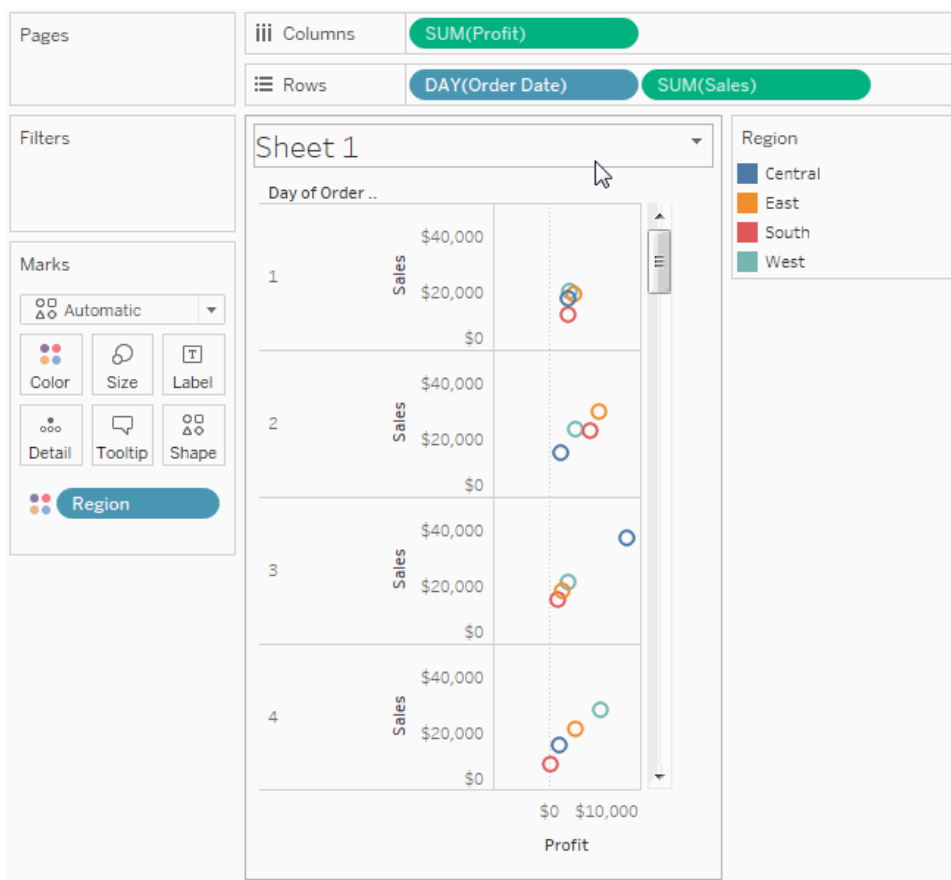 Pages
Columns
SUM(Profit)
Rows
DAY(Order Date)
SUM(Sales)
Filters
Sheet 1
Region
Central
East
South
West
Day of Order ..
Marks
Automatic
Color
Size
Label
Detail
Tooltip
Shape
Region
1
Sales
$40,000
$20,000
$0
2
Sales
$40,000
$20,000
$0
3
Sales
$40,000
$20,000
$0
4
Sales
$40,000
$20,000
$0
$0 $10,000
Profit